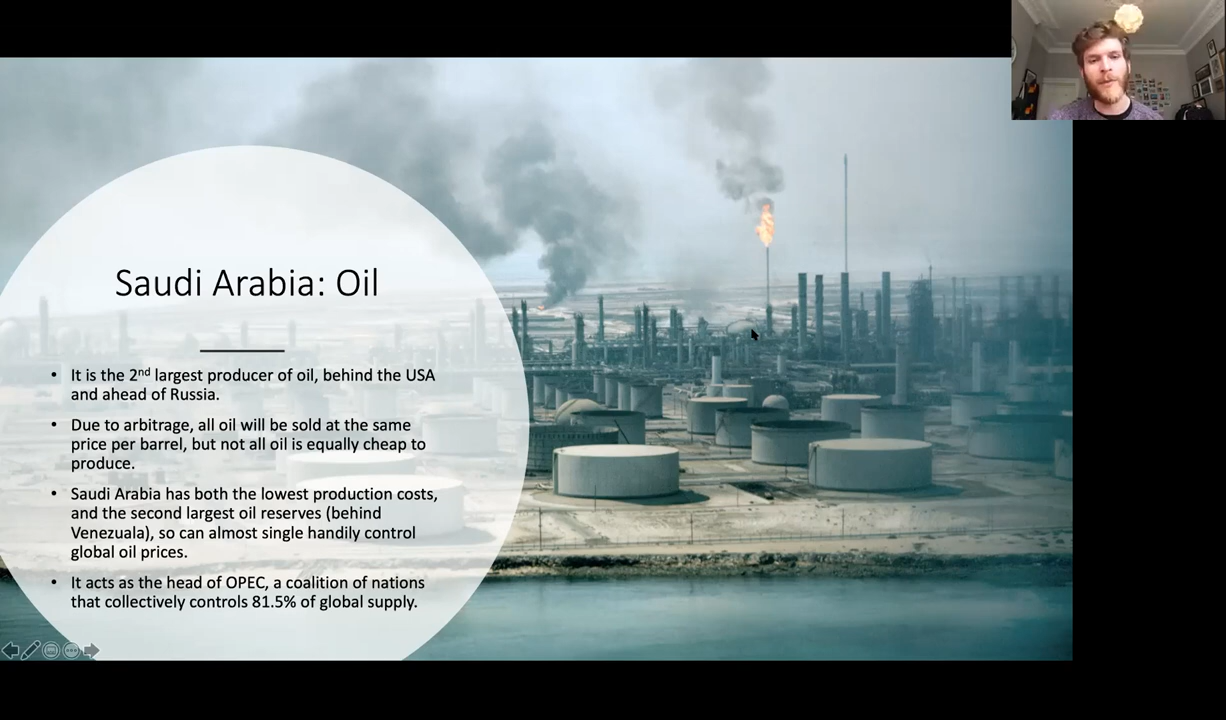 Saudi Arabia: Oil
• It is the 2nd largest producer of oil, behind the USA
and ahead of Russia.
• Due to arbitrage, all oil will be sold at the same
price per barrel, but not all oil is equally cheap to
produce.
• Saudi Arabia has both the lowest production costs,
and the second largest oil reserves (behind
Venezuala), so can almost single handily control
global oil prices.
• It acts as the head of OPEC, a coalition of nations
that collectively controls 81.5% of global supply.